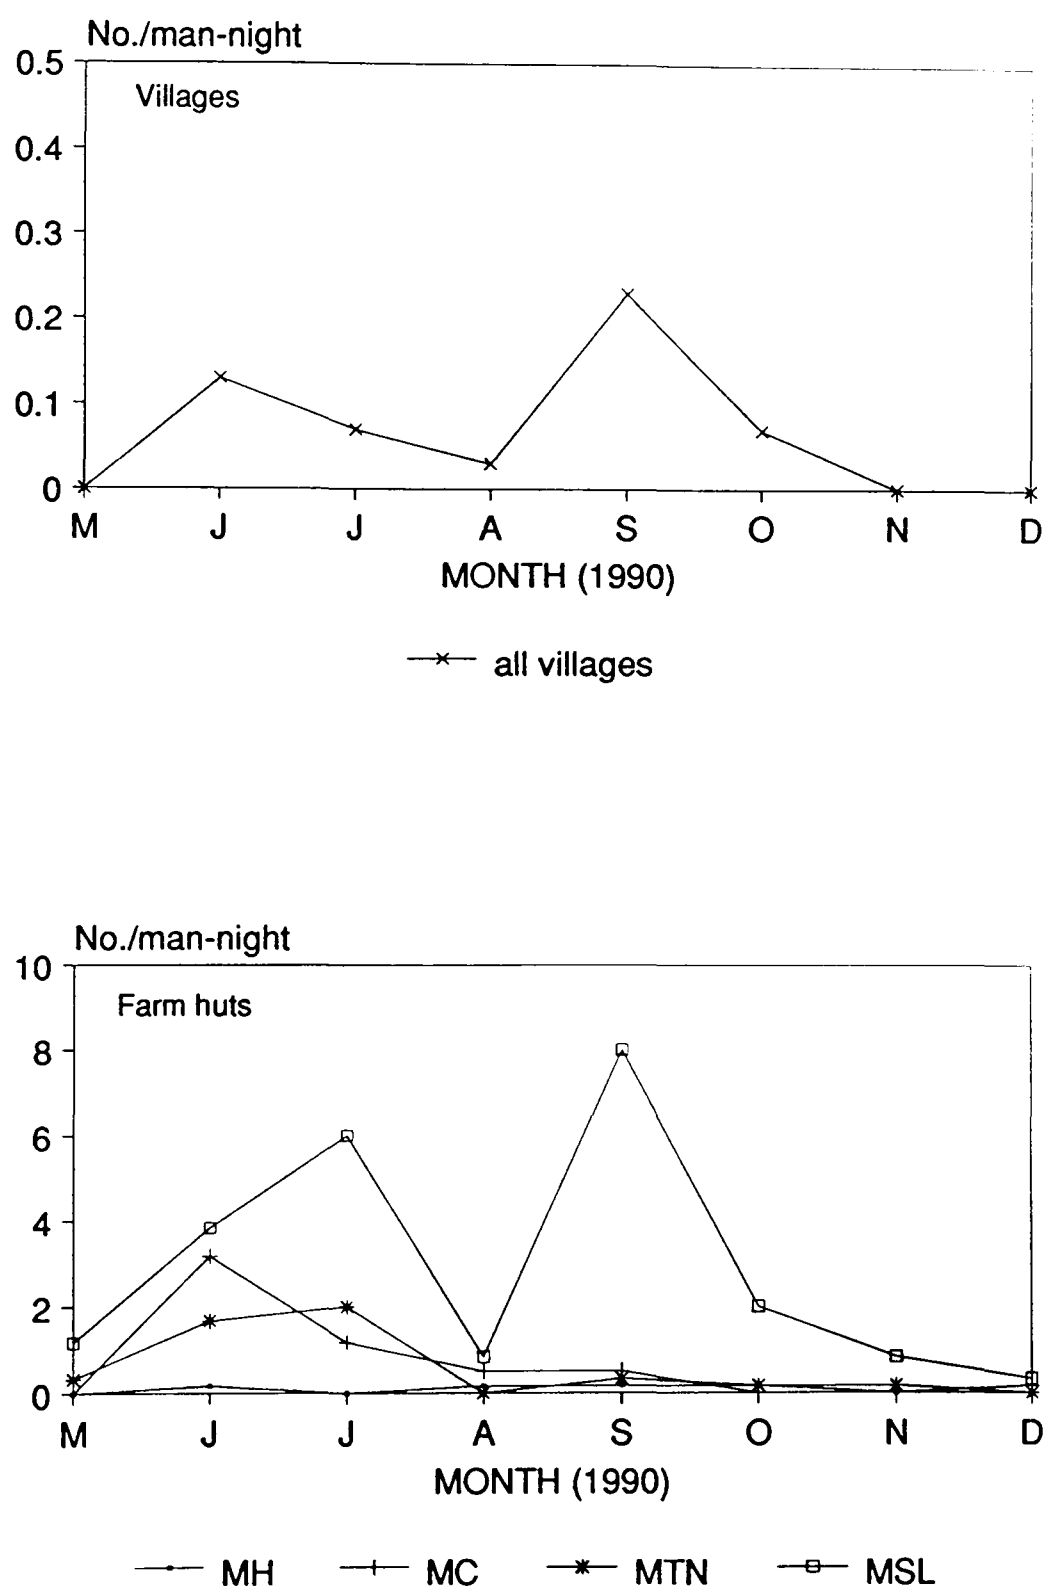 No./man-night
0.5
Villages
0.4
0.3
0.2
0.1
0
M J J A S O N D
MONTH (1990)
all villages
No./man-night
10
Farm huts
8
6
4
2
0
M J J A S O N D
MONTH (1990)
MH MC MTN MSL